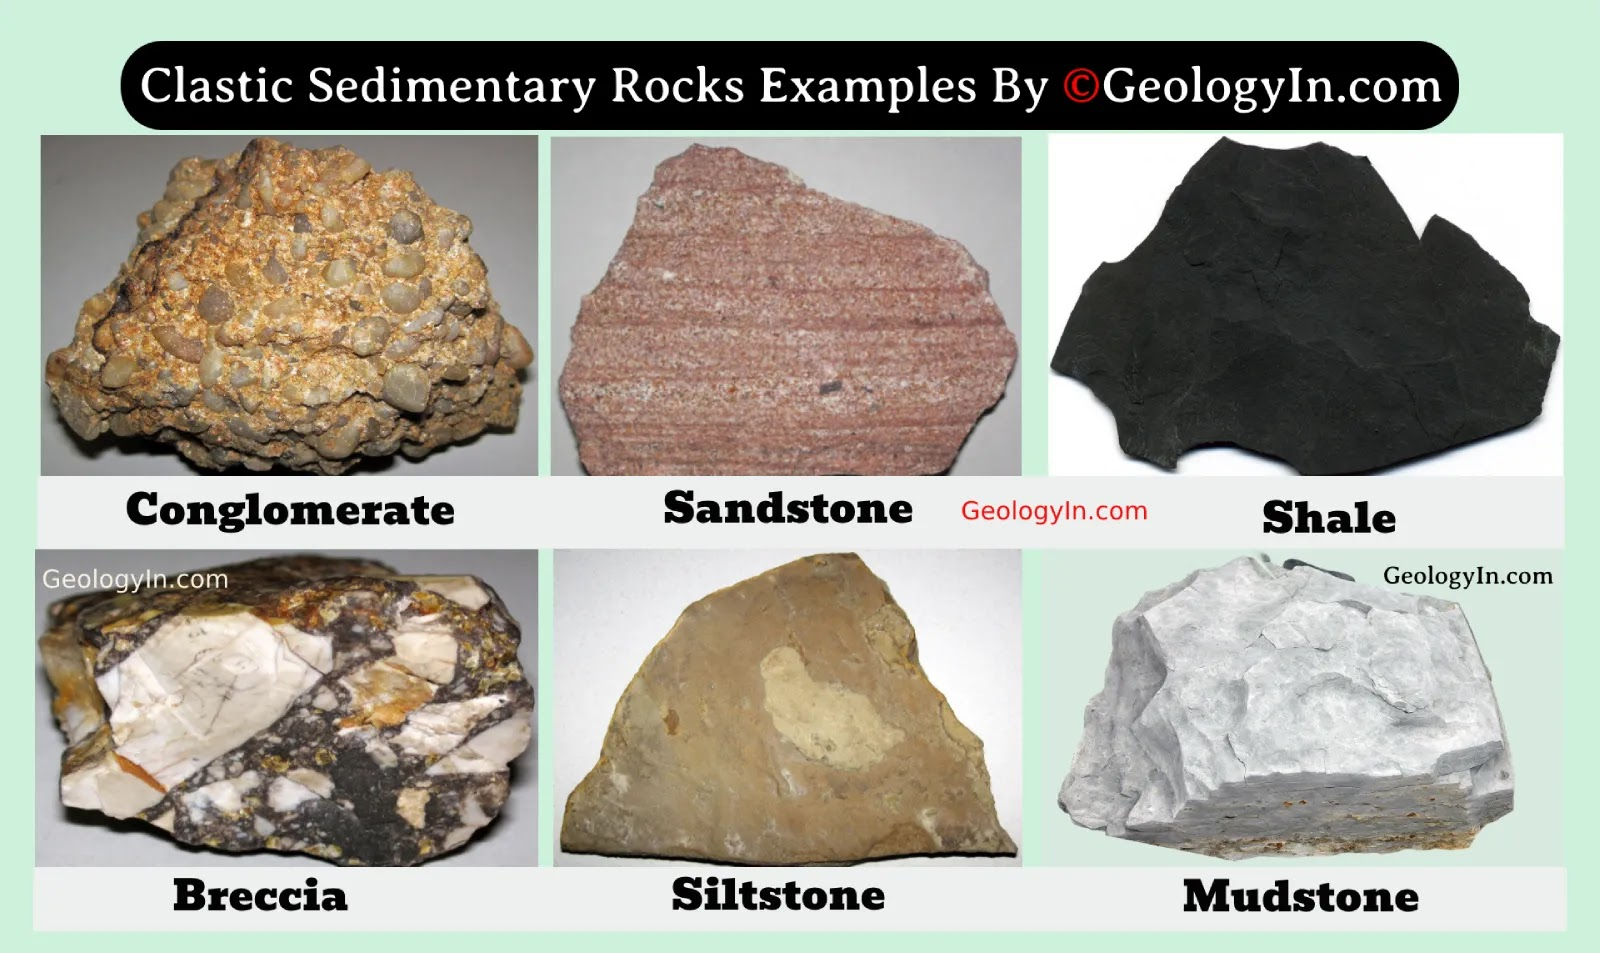 Clastic Sedimentary Rocks Examples By ©GeologyIn.com
Conglomerate
Sandstone
GeologyIn.com
Shale
GeologyIn.com
GeologyIn.com
Breccia
Siltstone
Mudstone